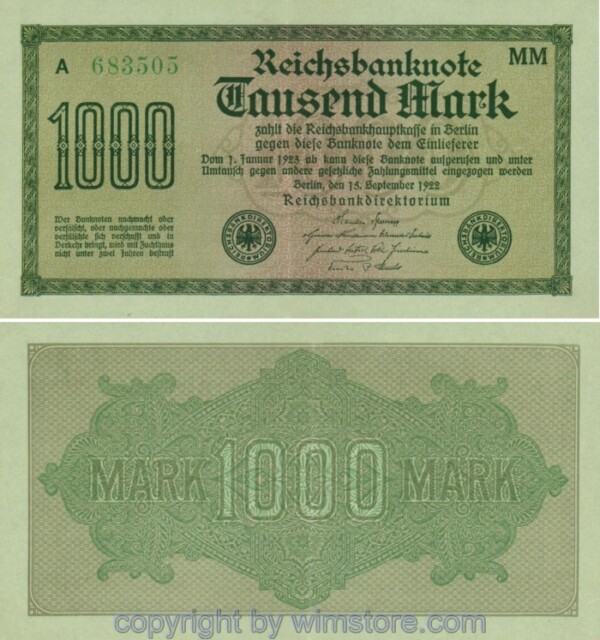 A 683505
MM
Reichsbanknote
Tausend Mark
1000
zahlt die Reichsbankhauptkasse in Berlin
gegen diese Banknote dem Einlieferer
Vom 1. Januar 1923 ab kann diese Banknote aufgerufen und unter
Umtausch gegen andere gesetzliche Zahlungsmittel eingezogen werden
Berlin, den 15. September 1922
Reichsbankdirektorium
Wer Banknoten nachmacht oder
verfälscht, oder nachgemachte oder
verfälschte sich verschafft und in
Verkehr bringt, wird mit Zuchthaus
nicht unter zwei Jahren bestraft
REICHSBANKDIREKTORIUM
REICHSBANKDIREKTORIUM
MARK 1000 MARK
copyright by wimstore.com